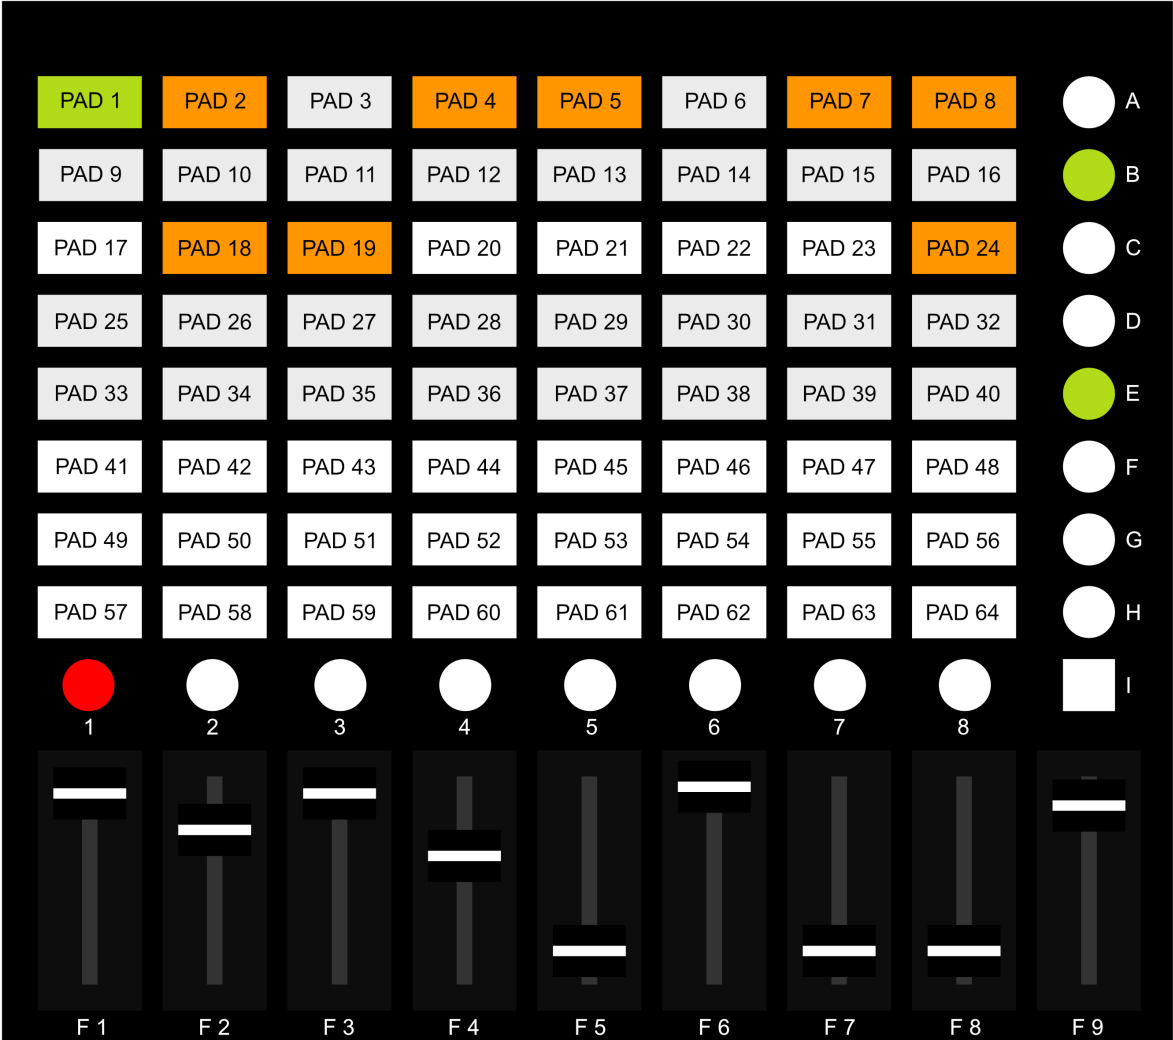 PAD 1 PAD 2 PAD 3 PAD 4 PAD 5 PAD 6 PAD 7 PAD 8 A
PAD 9 PAD 10 PAD 11 PAD 12 PAD 13 PAD 14 PAD 15 PAD 16 B
PAD 17 PAD 18 PAD 19 PAD 20 PAD 21 PAD 22 PAD 23 PAD 24 C
PAD 25 PAD 26 PAD 27 PAD 28 PAD 29 PAD 30 PAD 31 PAD 32 D
PAD 33 PAD 34 PAD 35 PAD 36 PAD 37 PAD 38 PAD 39 PAD 40 E
PAD 41 PAD 42 PAD 43 PAD 44 PAD 45 PAD 46 PAD 47 PAD 48 F
PAD 49 PAD 50 PAD 51 PAD 52 PAD 53 PAD 54 PAD 55 PAD 56 G
PAD 57 PAD 58 PAD 59 PAD 60 PAD 61 PAD 62 PAD 63 PAD 64 H
I
1 2 3 4 5 6 7 8
F 1 F 2 F 3 F 4 F 5 F 6 F 7 F 8 F 9